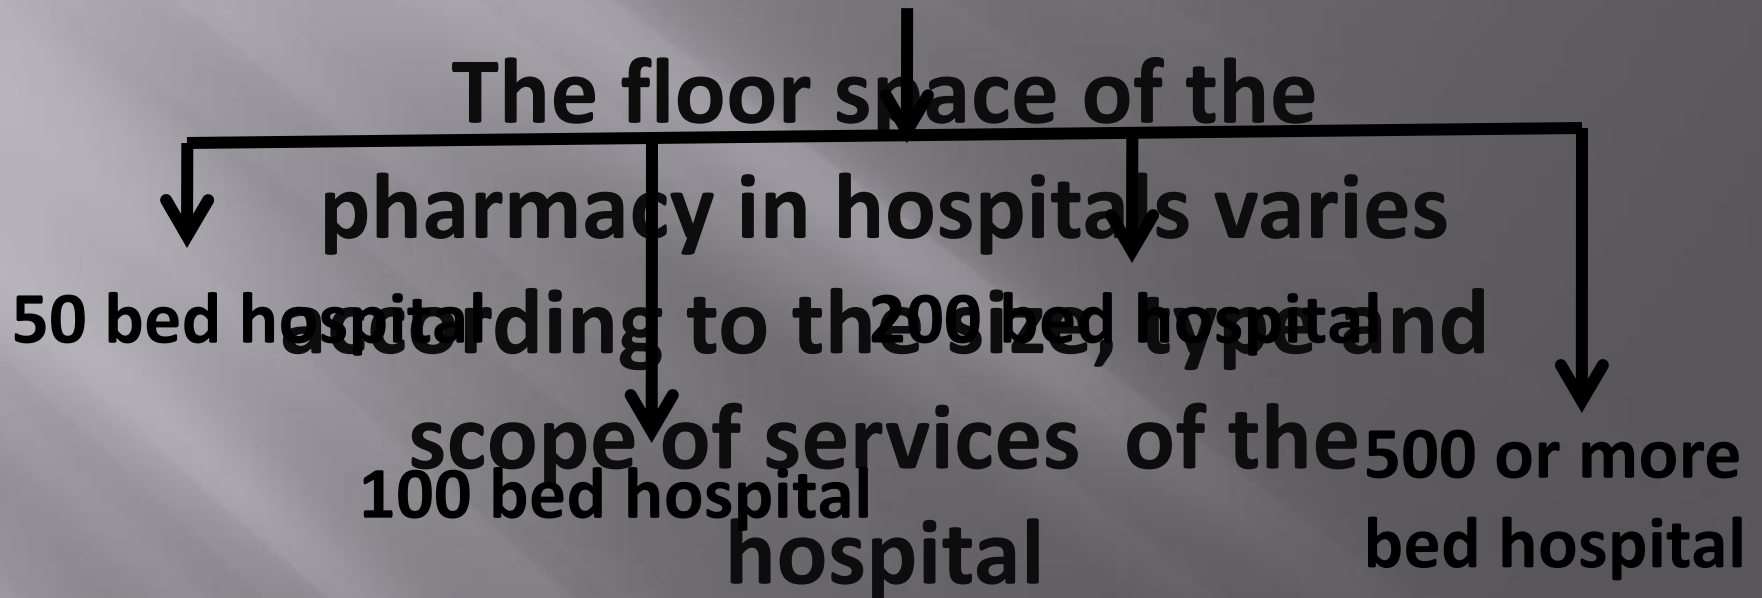 The floor space of the
pharmacy in hospitals varies
according to the size, type and
scope of services of the
hospital
50 bed hospital
100 bed hospital
200 bed hospital
500 or more
bed hospital